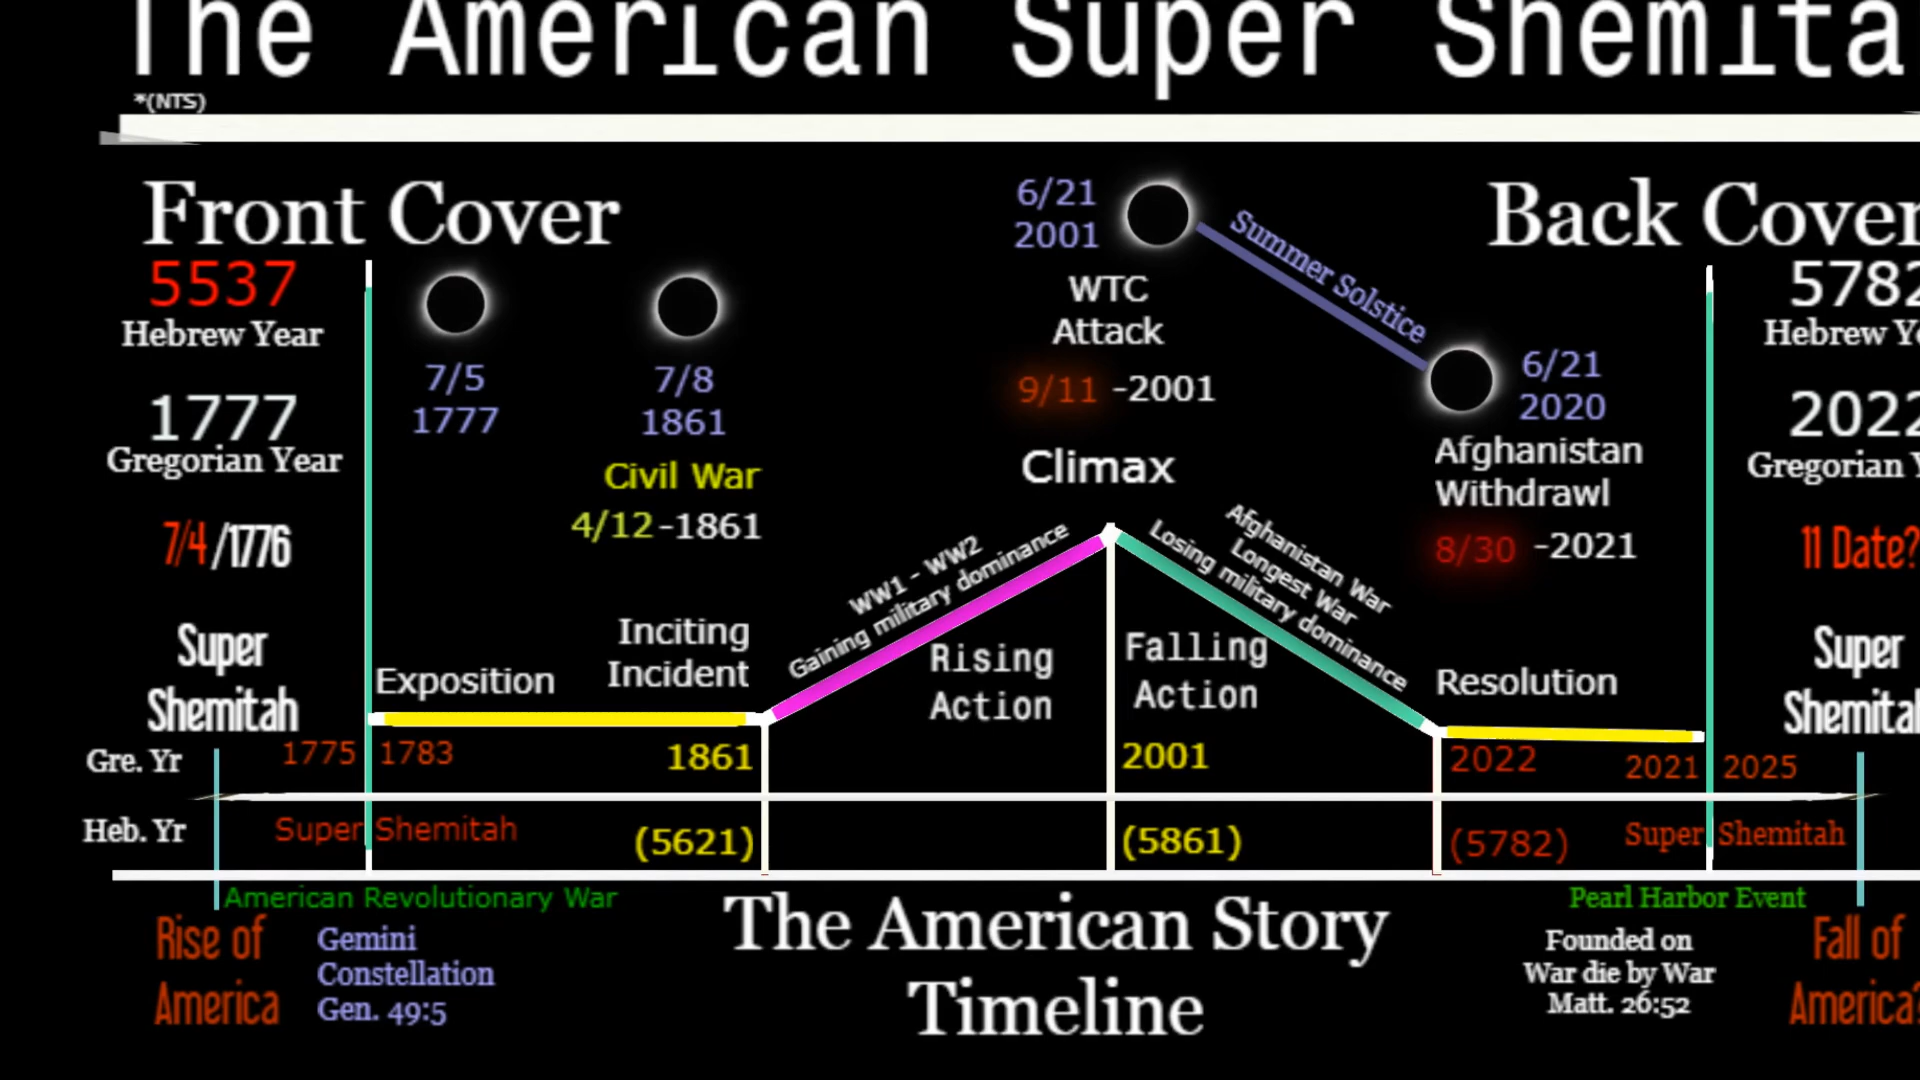 The American Super Shemita
*(NTS)
Front Cover
5537
Hebrew Year
1777
Gregorian Year
7/4/1776
Super
Shemitah
7/5
1777
7/8
1861
Civil War
4/12-1861
6/21
2001
WTC
Attack
9/11 -2001
Climax
Summer Solstice
6/21
2020
Afghanistan
Withdrawl
8/30 -2021
Back Cover
5782
Hebrew Ye
2022
Gregorian Y
11 Date?
Super
Shemitah
Exposition
Inciting
Incident
WW1 - WW2
Gaining military dominance
Rising
Action
Falling
Action
Afghanistan War
Longest War
Losing military dominance
Resolution
Gre. Yr
1775 1783
1861
2001
2022
2021 2025
Heb. Yr
Super Shemitah
(5621)
(5861)
(5782)
Super Shemitah
American Revolutionary War
Rise of
America
Gemini
Constellation
Gen. 49:5
The American Story
Timeline
Pearl Harbor Event
Founded on
War die by War
Matt. 26:52
Fall of
America?